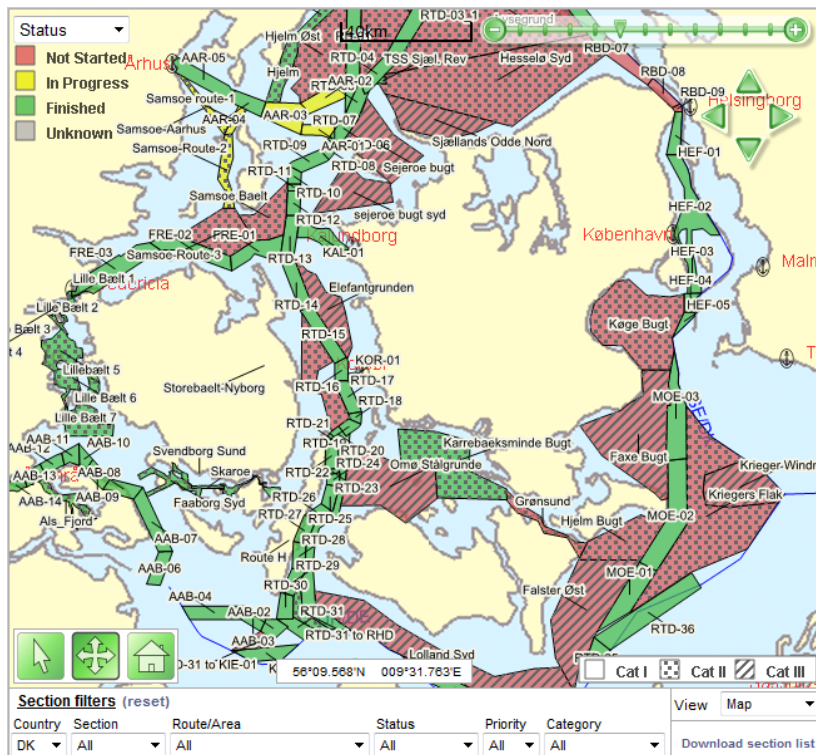 Status
Not Started
In Progress
Finished
Unknown
Hjelm Øst
RTD-03 1
40km
RBD-07
RTD-04
TSS Sjæl. Rev
Hesselø Syd
AAR-05
Århus
Hjelm
AAR-02
RBD-08
RBD-09
Helsingborg
Samsoe route-1
AAR-03
AAR-04
RTD-07
Samsoe-Aarhus
Samsoe-Route-2
RTD-09
AAR-01
RTD-08
Sjællands Odde Nord
HEF-01
RTD-11
Sejeroe bugt
Samsoe Baelt
RTD-10
sejeroe bugt syd
HEF-02
RTD-12
FRE-02
FRE-01
København
FRE-03
Samsoe-Route-3
KAL-01
HEF-03
RTD-13
Malm
Lille Bælt 1
HEF-04
Elefantgrunden
Lille Bælt 2
RTD-14
HEF-05
Bælt 3
RTD-15
Køge Bugt
4
Lillebælt 5
KOR-01
Storebaelt-Nyborg
RTD-16
RTD-17
Lille Bælt 6
MOE-03
RTD-18
Lille Bælt 7
RTD-21
AAB-11
AAB-10
RTD-19
Karrebaeksminde Bugt
AAB-12
Svendborg Sund
RTD-20
Faxe Bugt
AAB-13
AAB-08
Skaroe
RTD-22
RTD-24
Omø Stålgrunde
Krieger-Windr
AAB-14
AAB-09
RTD-23
Kriegers Flak
Faaborg Syd
RTD-26
Grønsund
Als_Fjord
RTD-25
Hjelm Bugt
MOE-02
AAB-07
RTD-27
RTD-28
Route H
AAB-06
RTD-29
MOE-01
RTD-30
Falster Øst
AAB-04
AAB-02
RTD-31
RTD-36
RTD-31 to RHD
AAB-03
Lolland Syd
D-31 to KIE-01
56°09.568'N 009°31.763'E
Cat I Cat II Cat III
Section filters (reset)
View Map
Country Section Route/Area Status Priority Category
DK All All All All All
Download section list